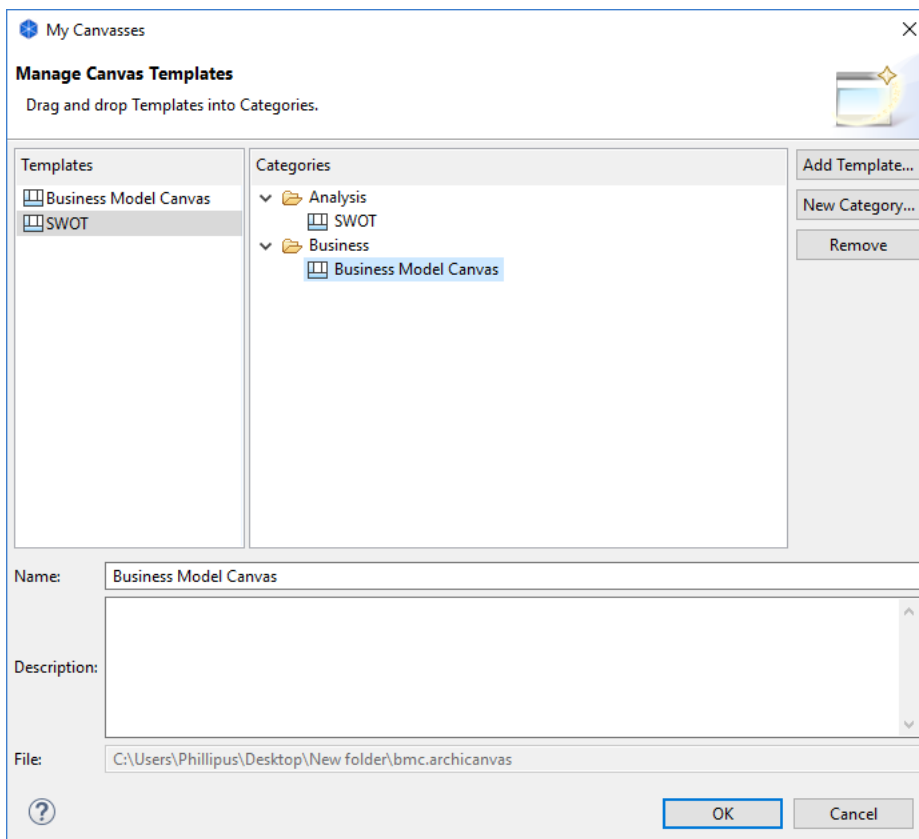 My Canvasses
Manage Canvas Templates
Drag and drop Templates into Categories.
Templates
Business Model Canvas
SWOT
Categories
Analysis
SWOT
Business
Business Model Canvas
Add Template...
New Category...
Remove
Name:
Business Model Canvas
Description:
File:
C:\Users\Phillipus\Desktop\New folder\bmc.archicanvas
?
OK
Cancel